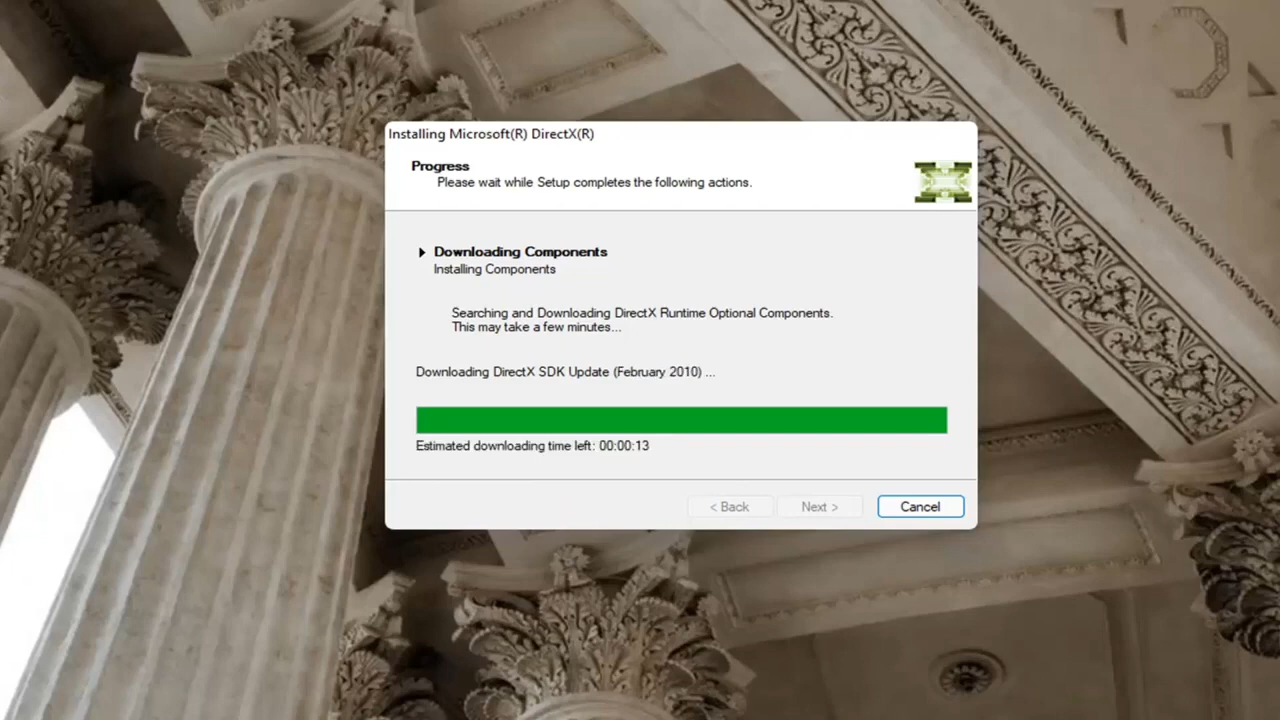 Installing Microsoft(R) DirectX(R)
Progress
Please wait while Setup completes the following actions.
Downloading Components
Installing Components
Searching and Downloading DirectX Runtime Optional Components.
This may take a few minutes...
Downloading DirectX SDK Update (February 2010) ...
Estimated downloading time left: 00:00:13
< Back
Next >
Cancel